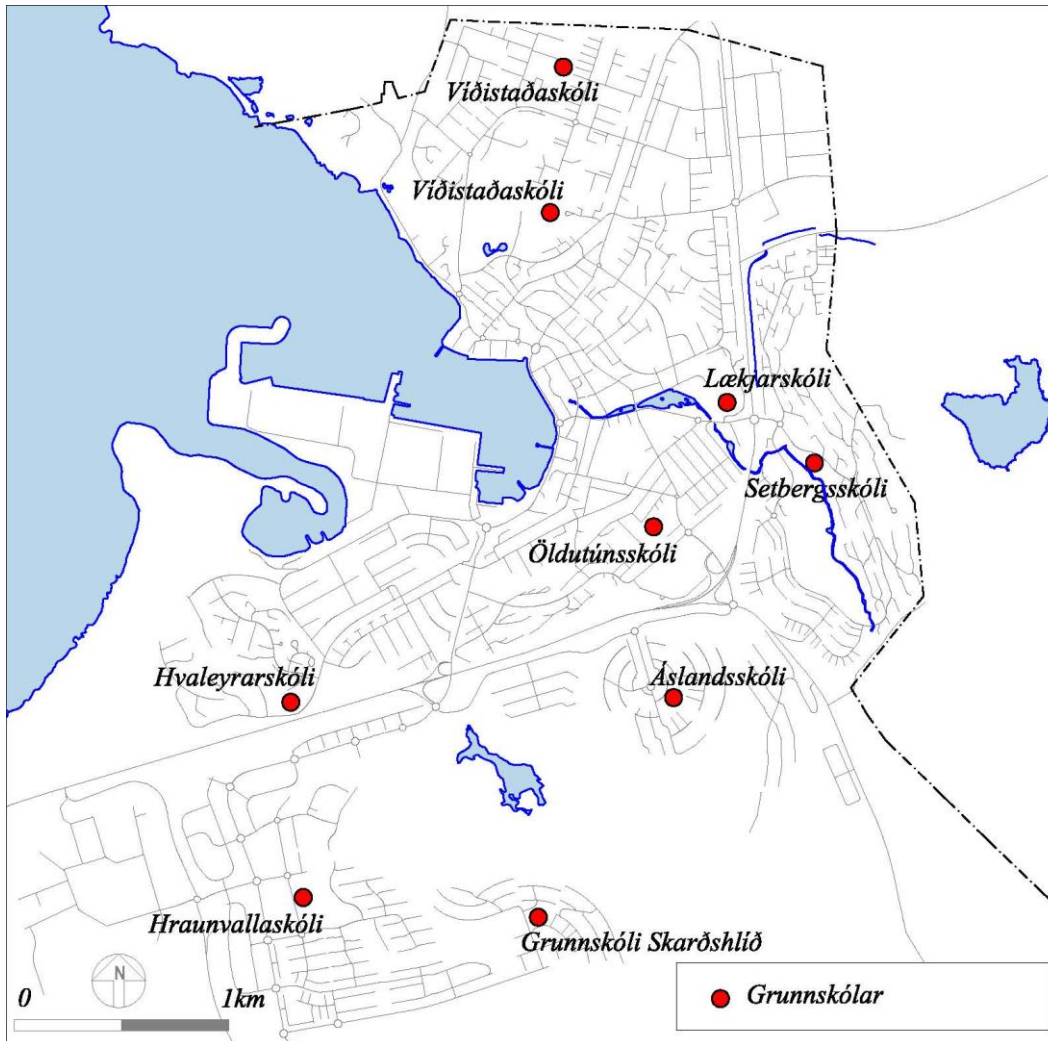 Víðistaðaskóli
Víðistaðaskóli
Lækjarskóli
Setbergsskóli
Öldutúnsskóli
Áslandsskóli
Hvaleyrarskóli
Hraunvallaskóli
Grunnskóli Skarðshlíð
N
0 1km
Grunnskólar